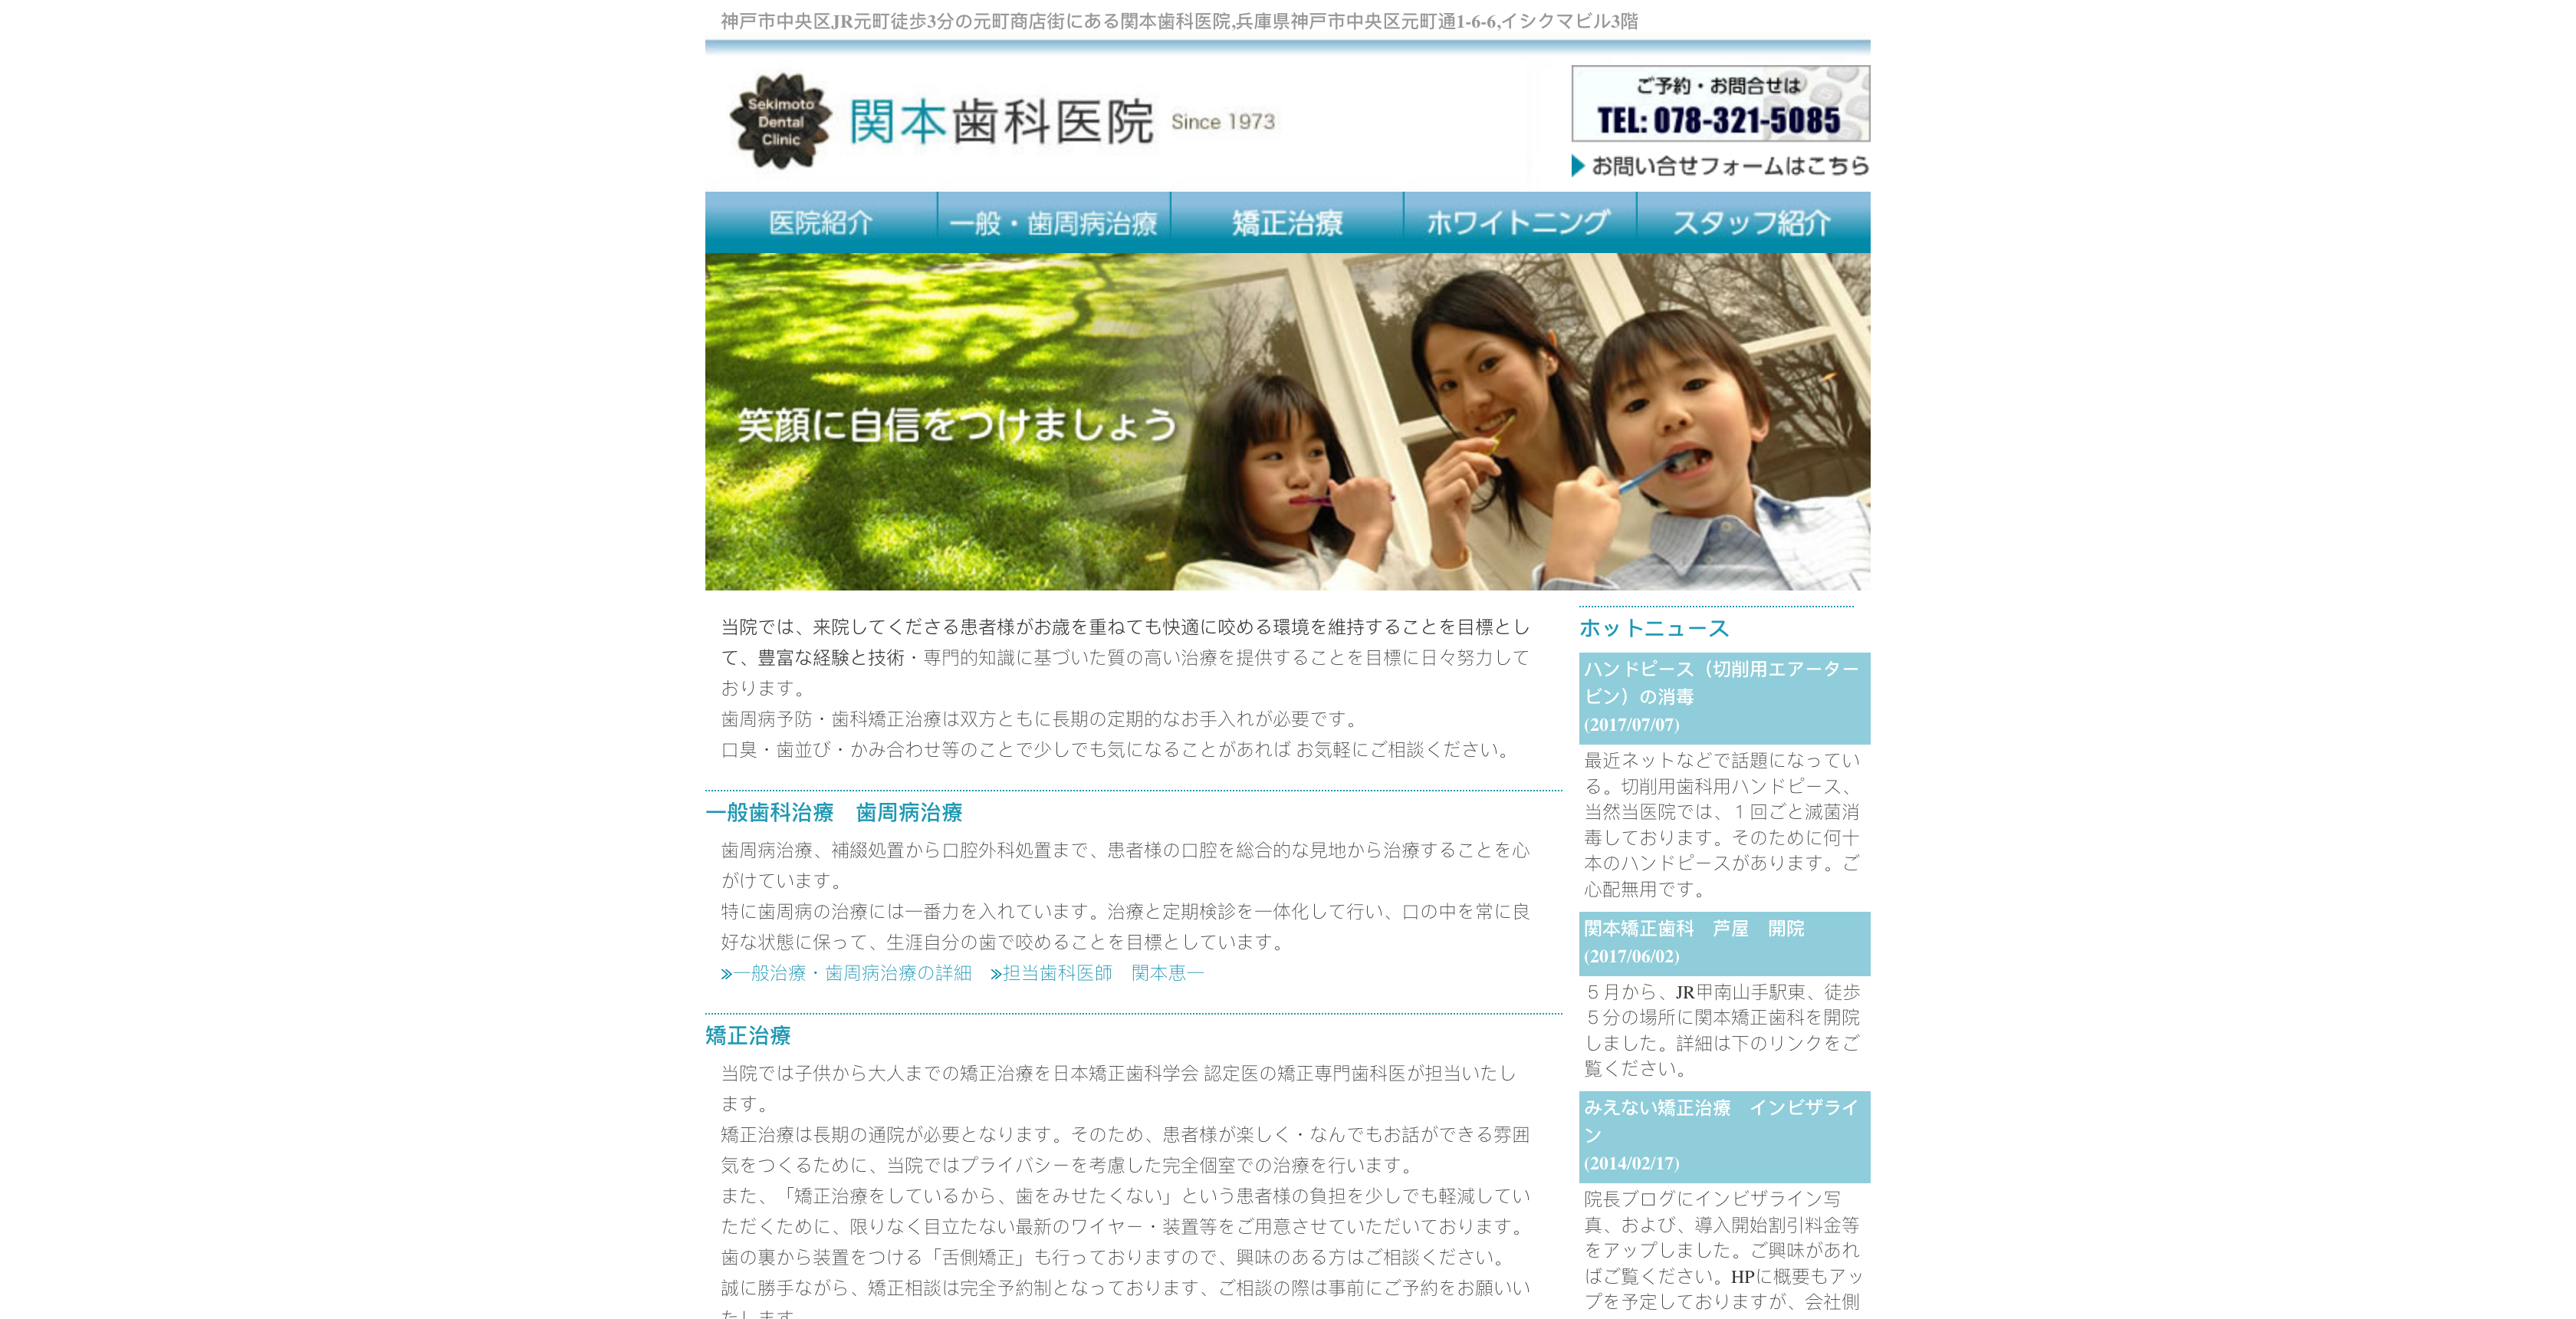 神戸市中央区JR元町徒歩3分の元町商店街にある関本歯科医院,兵庫県神戸市中央区元町通1-6-6,イシクマビル3階
Sekimoto
Dental
Clinic
関本歯科医院 Since 1973
ご予約・お問合せは
TEL: 078-321-5085
お問い合せフォームはこちら
医院紹介
一般・歯周病治療
矯正治療
ホワイトニング
スタッフ紹介
笑顔に自信をつけましょう
当院では、来院してくださる患者様がお歳を重ねても快適に咬める環境を維持することを目標とし
て、豊富な経験と技術・専門的知識に基づいた質の高い治療を提供することを目標に日々努力して
おります。
歯周病予防・歯科矯正治療は双方ともに長期の定期的なお手入れが必要です。
口臭・歯並び・かみ合わせ等のことで少しでも気になることがあれば お気軽にご相談ください。
一般歯科治療　歯周病治療
歯周病治療、補綴処置から口腔外科処置まで、患者様の口腔を総合的な見地から治療することを心
がけています。
特に歯周病の治療には一番力を入れています。治療と定期検診を一体化して行い、口の中を常に良
好な状態に保って、生涯自分の歯で咬めることを目標としています。
≫一般治療・歯周病治療の詳細　≫担当歯科医師　関本恵一
矯正治療
当院では子供から大人までの矯正治療を日本矯正歯科学会 認定医の矯正専門歯科医が担当いたし
ます。
矯正治療は長期の通院が必要となります。そのため、患者様が楽しく・なんでもお話ができる雰囲
気をつくるために、当院ではプライバシーを考慮した完全個室での治療を行います。
また、「矯正治療をしているから、歯をみせたくない」という患者様の負担を少しでも軽減してい
ただくために、限りなく目立たない最新のワイヤー・装置等をご用意させていただいております。
歯の裏から装置をつける「舌側矯正」も行っておりますので、興味のある方はご相談ください。
誠に勝手ながら、矯正相談は完全予約制となっております、ご相談の際は事前にご予約をお願いい
たします
ホットニュース
ハンドピース（切削用エアーター
ビン）の消毒
(2017/07/07)
最近ネットなどで話題になってい
る。切削用歯科用ハンドピース、
当然当医院では、１回ごと滅菌消
毒しております。そのために何十
本のハンドピースがあります。ご
心配無用です。
関本矯正歯科　芦屋　開院
(2017/06/02)
５月から、JR甲南山手駅東、徒歩
５分の場所に関本矯正歯科を開院
しました。詳細は下のリンクをご
覧ください。
みえない矯正治療　インビザライ
ン
(2014/02/17)
院長ブログにインビザライン写
真、および、導入開始割引料金等
をアップしました。ご興味があれ
ばご覧ください。HPに概要もアッ
プを予定しておりますが、会社側